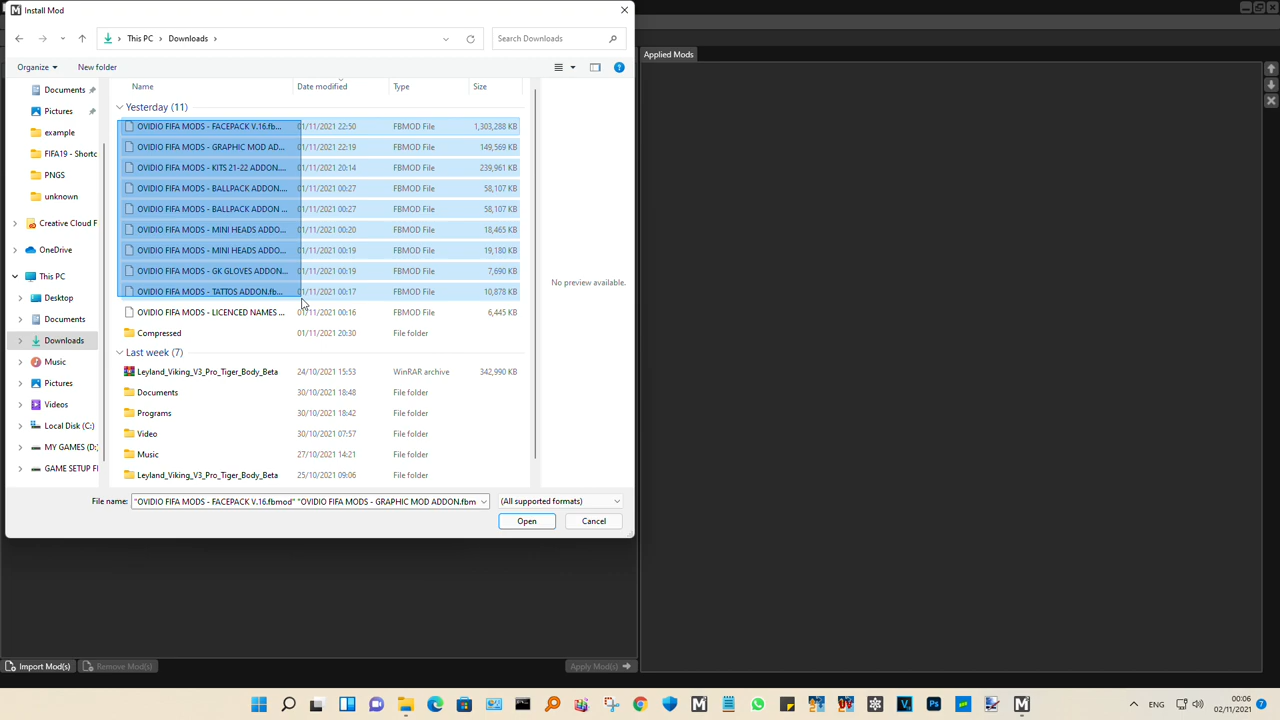 Install Mod
This PC > Downloads >
Search Downloads
Organize
New folder
Applied Mods
Documents
Pictures
example
FIFA19 - Shortc
PNGS
unknown
Creative Cloud F
OneDrive
This PC
Desktop
Documents
Downloads
Music
Pictures
Videos
Local Disk (C:)
MY GAMES (D:)
GAME SETUP F
Name Date modified Type Size
Yesterday (11)
OVIDIO FIFA MODS - FACEPACK V.16.fb... 01/11/2021 22:50 FBMOD File 1,303,288 KB
OVIDIO FIFA MODS - GRAPHIC MOD AD... 01/11/2021 22:19 FBMOD File 149,569 KB
OVIDIO FIFA MODS - KITS 21-22 ADDON.... 01/11/2021 20:14 FBMOD File 239,961 KB
OVIDIO FIFA MODS - BALLPACK ADDON.... 01/11/2021 00:27 FBMOD File 58,107 KB
OVIDIO FIFA MODS - BALLPACK ADDON ... 01/11/2021 00:27 FBMOD File 58,107 KB
OVIDIO FIFA MODS - MINI HEADS ADDO... 01/11/2021 00:20 FBMOD File 18,465 KB
OVIDIO FIFA MODS - MINI HEADS ADDO... 01/11/2021 00:19 FBMOD File 19,180 KB
OVIDIO FIFA MODS - GK GLOVES ADDON... 01/11/2021 00:19 FBMOD File 7,690 KB
OVIDIO FIFA MODS - TATTOS ADDON.fb... 01/11/2021 00:17 FBMOD File 10,878 KB
OVIDIO FIFA MODS - LICENCED NAMES ... 01/11/2021 00:16 FBMOD File 6,445 KB
Compressed 01/11/2021 20:30 File folder
Last week (7)
Leyland_Viking_V3_Pro_Tiger_Body_Beta 24/10/2021 15:53 WinRAR archive 342,990 KB
Documents 30/10/2021 18:48 File folder
Programs 30/10/2021 18:42 File folder
Video 30/10/2021 07:57 File folder
Music 27/10/2021 14:21 File folder
Leyland_Viking_V3_Pro_Tiger_Body_Beta 25/10/2021 09:06 File folder
No preview available.
File name: "OVIDIO FIFA MODS - FACEPACK V.16.fbmod" "OVIDIO FIFA MODS - GRAPHIC MOD ADDON.fbm
(All supported formats)
Open
Cancel
Import Mod(s)
Remove Mod(s)
Apply Mod(s)
ENG
00:06
02/11/2021